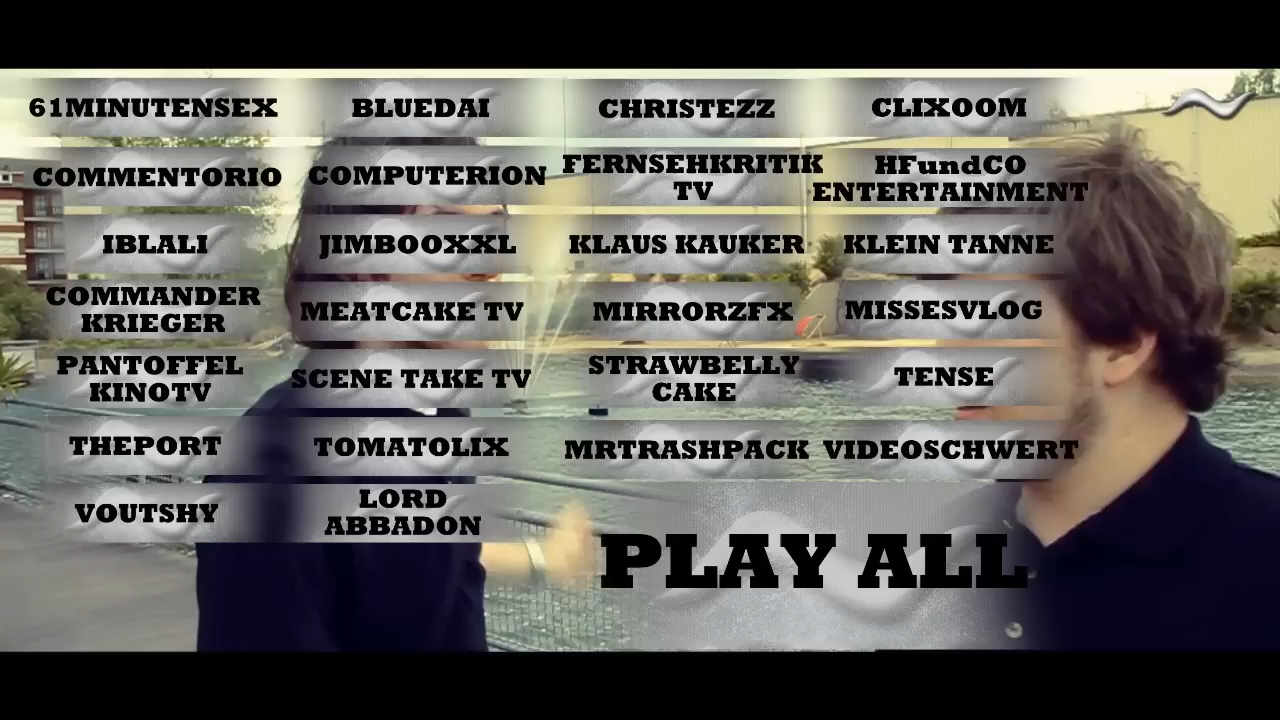 61MINUTENSEX
BLUEDAI
CHRISTEZZ
CLIXOOM
COMMENTORIO
COMPUTERION
FERNSEHKRITIK
TV
HFundCO
ENTERTAINMENT
IBLALI
JIMBOOXXL
KLAUS KAUKER
KLEIN TANNE
COMMANDER
KRIEGER
MEATCAKE TV
MIRRORZFX
MISSESVLOG
PANTOFFEL
KINOTV
SCENE TAKE TV
STRAWBELLY
CAKE
TENSE
THEPORT
TOMATOLIX
MRTRASHPACK
VIDEOSCHWERT
VOUTSHY
LORD
ABBADON
PLAY ALL